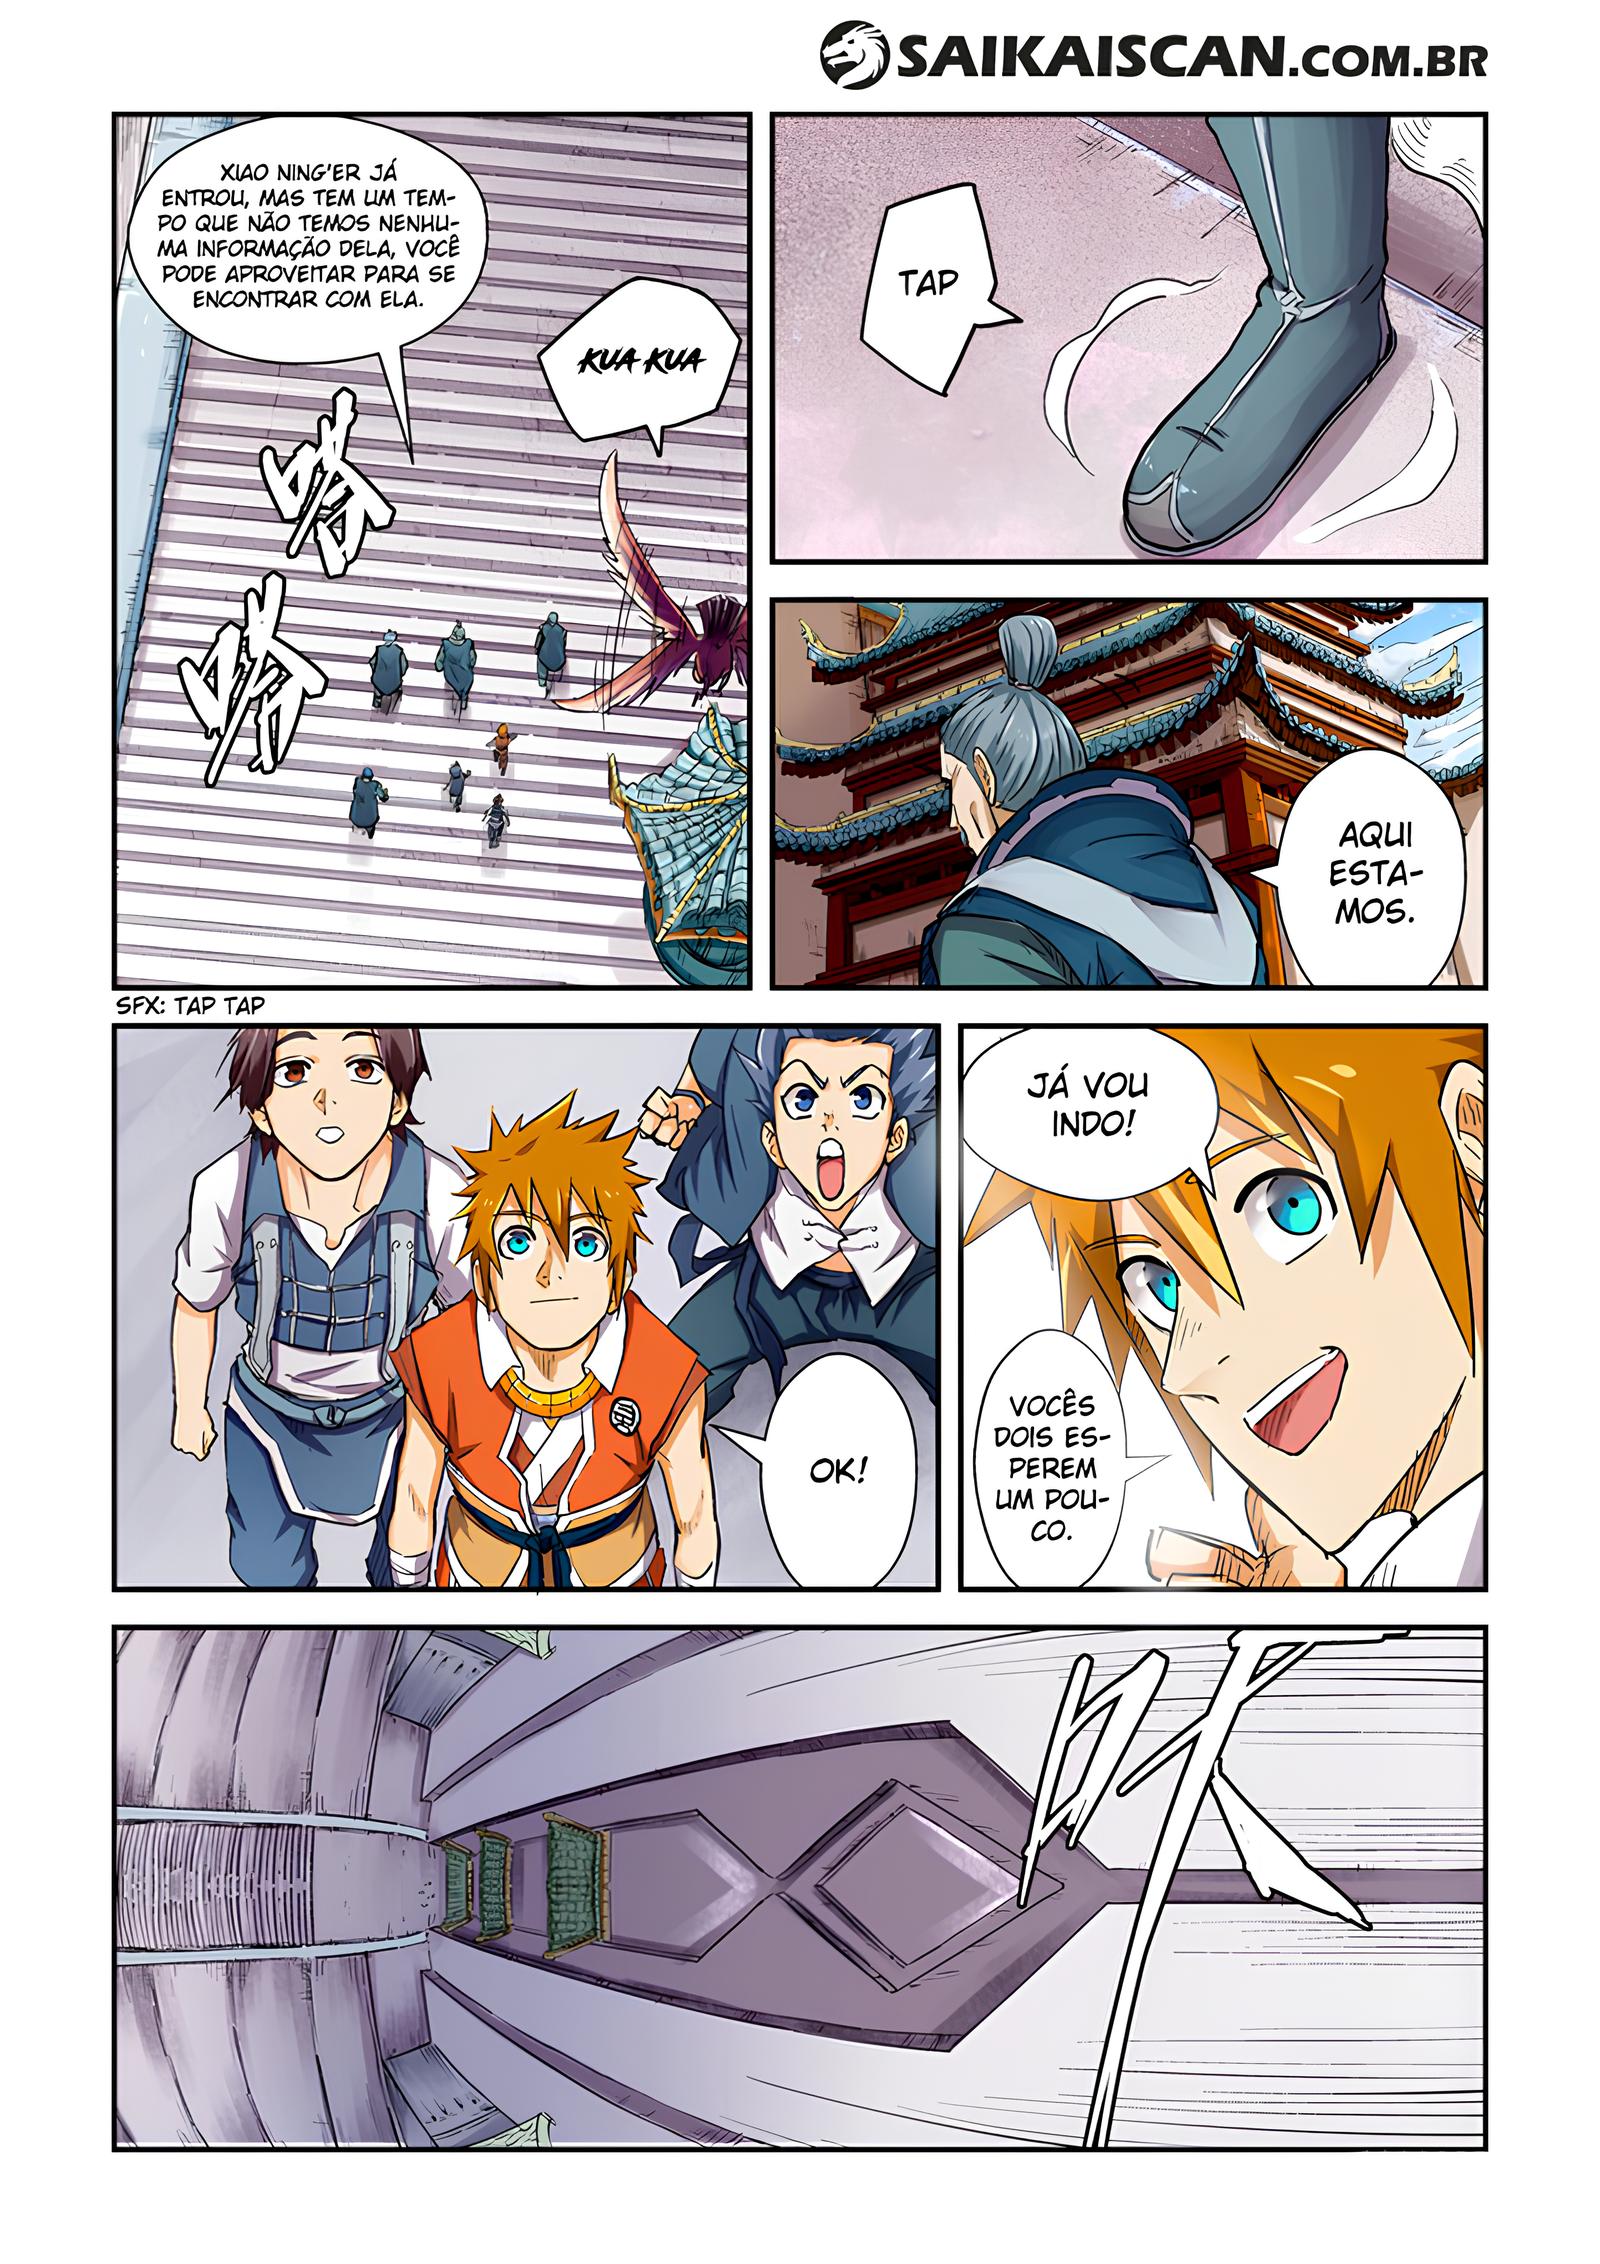 SAIKAISCAN.COM.BR
XIAO NING'ER JÁ
ENTROU, MAS TEM UM TEM-
PO QUE NÃO TEMOS NENHU-
MA INFORMAÇÃO DELA, VOCÊ
PODE APROVEITAR PARA SE
ENCONTRAR COM ELA.
KUA KUA
嗒
嗒
SFX: TAP TAP
TAP
AQUI
ESTA-
MOS.
OK!
JÁ VOU
INDO!
VOCÊS
DOIS ES-
PEREM
UM POU-
CO.